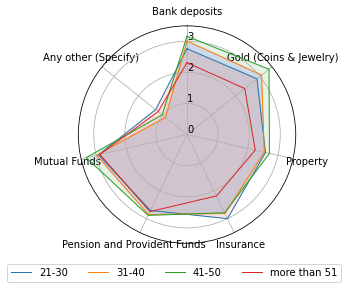 Bank deposits
3
Any other (Specify)
Gold (Coins & Jewelry)
2
1
0
Mutual Funds
Property
Pension and Provident Funds
Insurance
21-30
31-40
41-50
more than 51